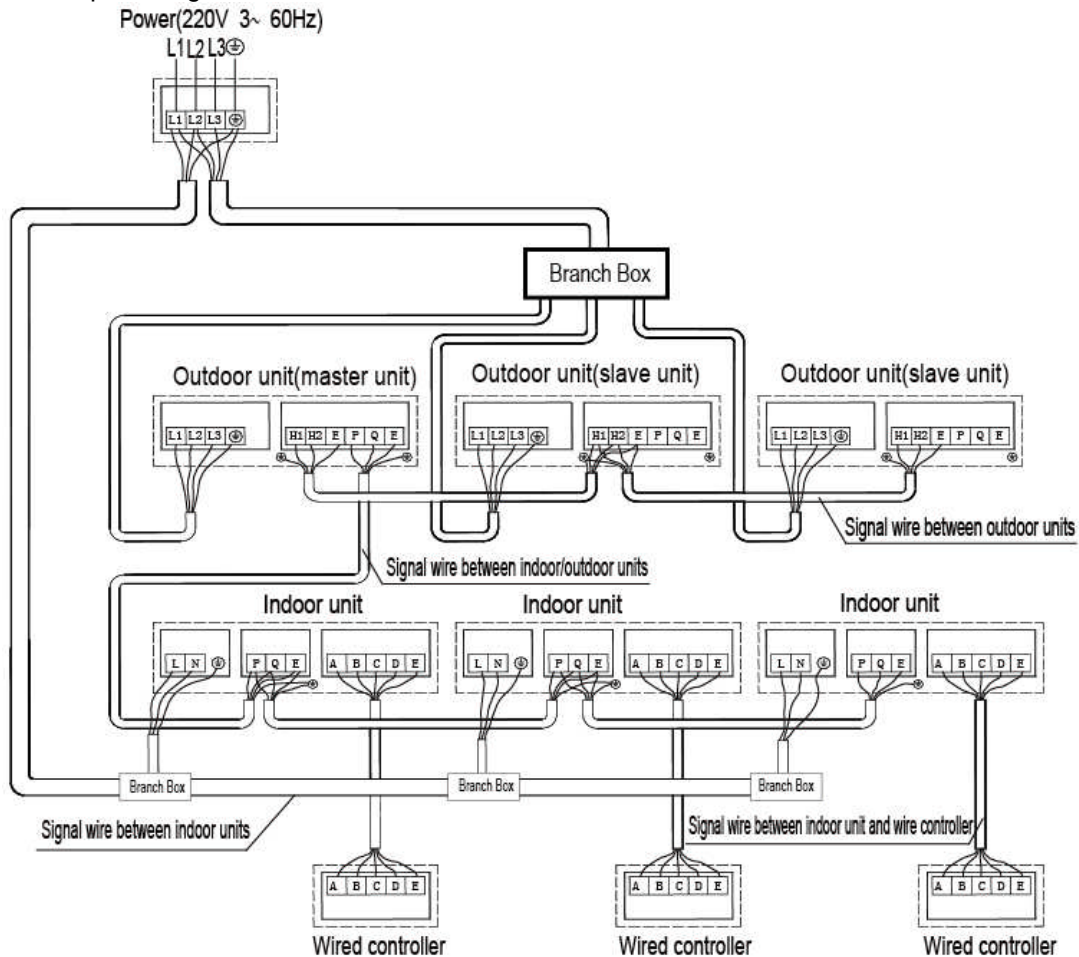 Power(220V 3~ 60Hz)
L1 L2 L3
L1 L2 L3
Branch Box
Outdoor unit(master unit)
Outdoor unit(slave unit)
Outdoor unit(slave unit)
L1 L2 L3
H1 H2 E P Q E
L1 L2 L3
H1 H2 E P Q E
L1 L2 L3
H1 H2 E P Q E
Signal wire between outdoor units
Signal wire between indoor/outdoor units
Indoor unit
Indoor unit
Indoor unit
L N
P Q E
A B C D E
L N
P Q E
A B C D E
L N
P Q E
A B C D E
Branch Box
Branch Box
Branch Box
Signal wire between indoor units
Signal wire between indoor unit and wire controller
A B C D E
A B C D E
A B C D E
Wired controller
Wired controller
Wired controller